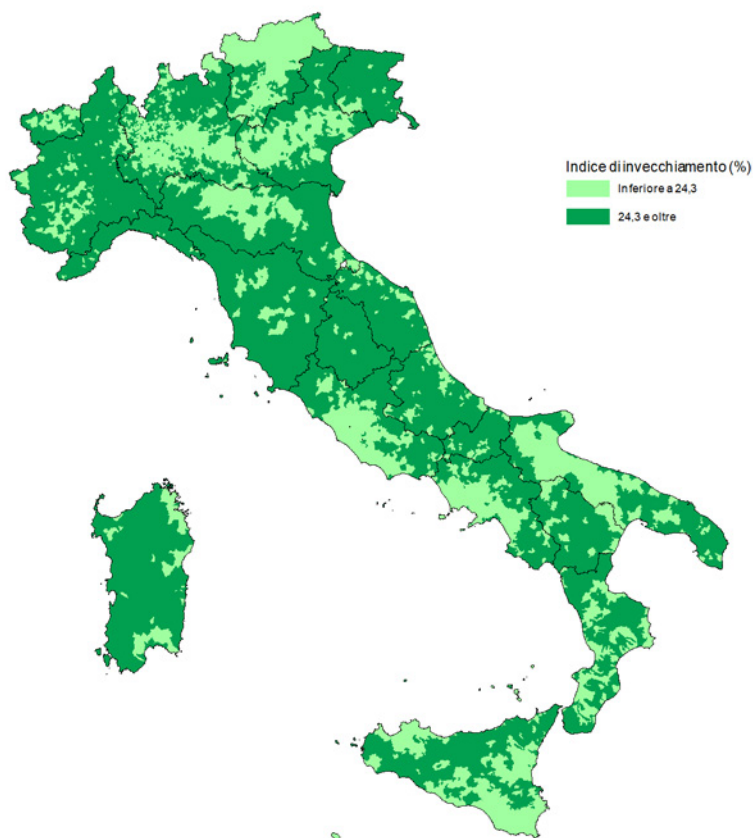 Indice di invecchiamento (%)
Inferiore a 24,3
24,3 e oltre